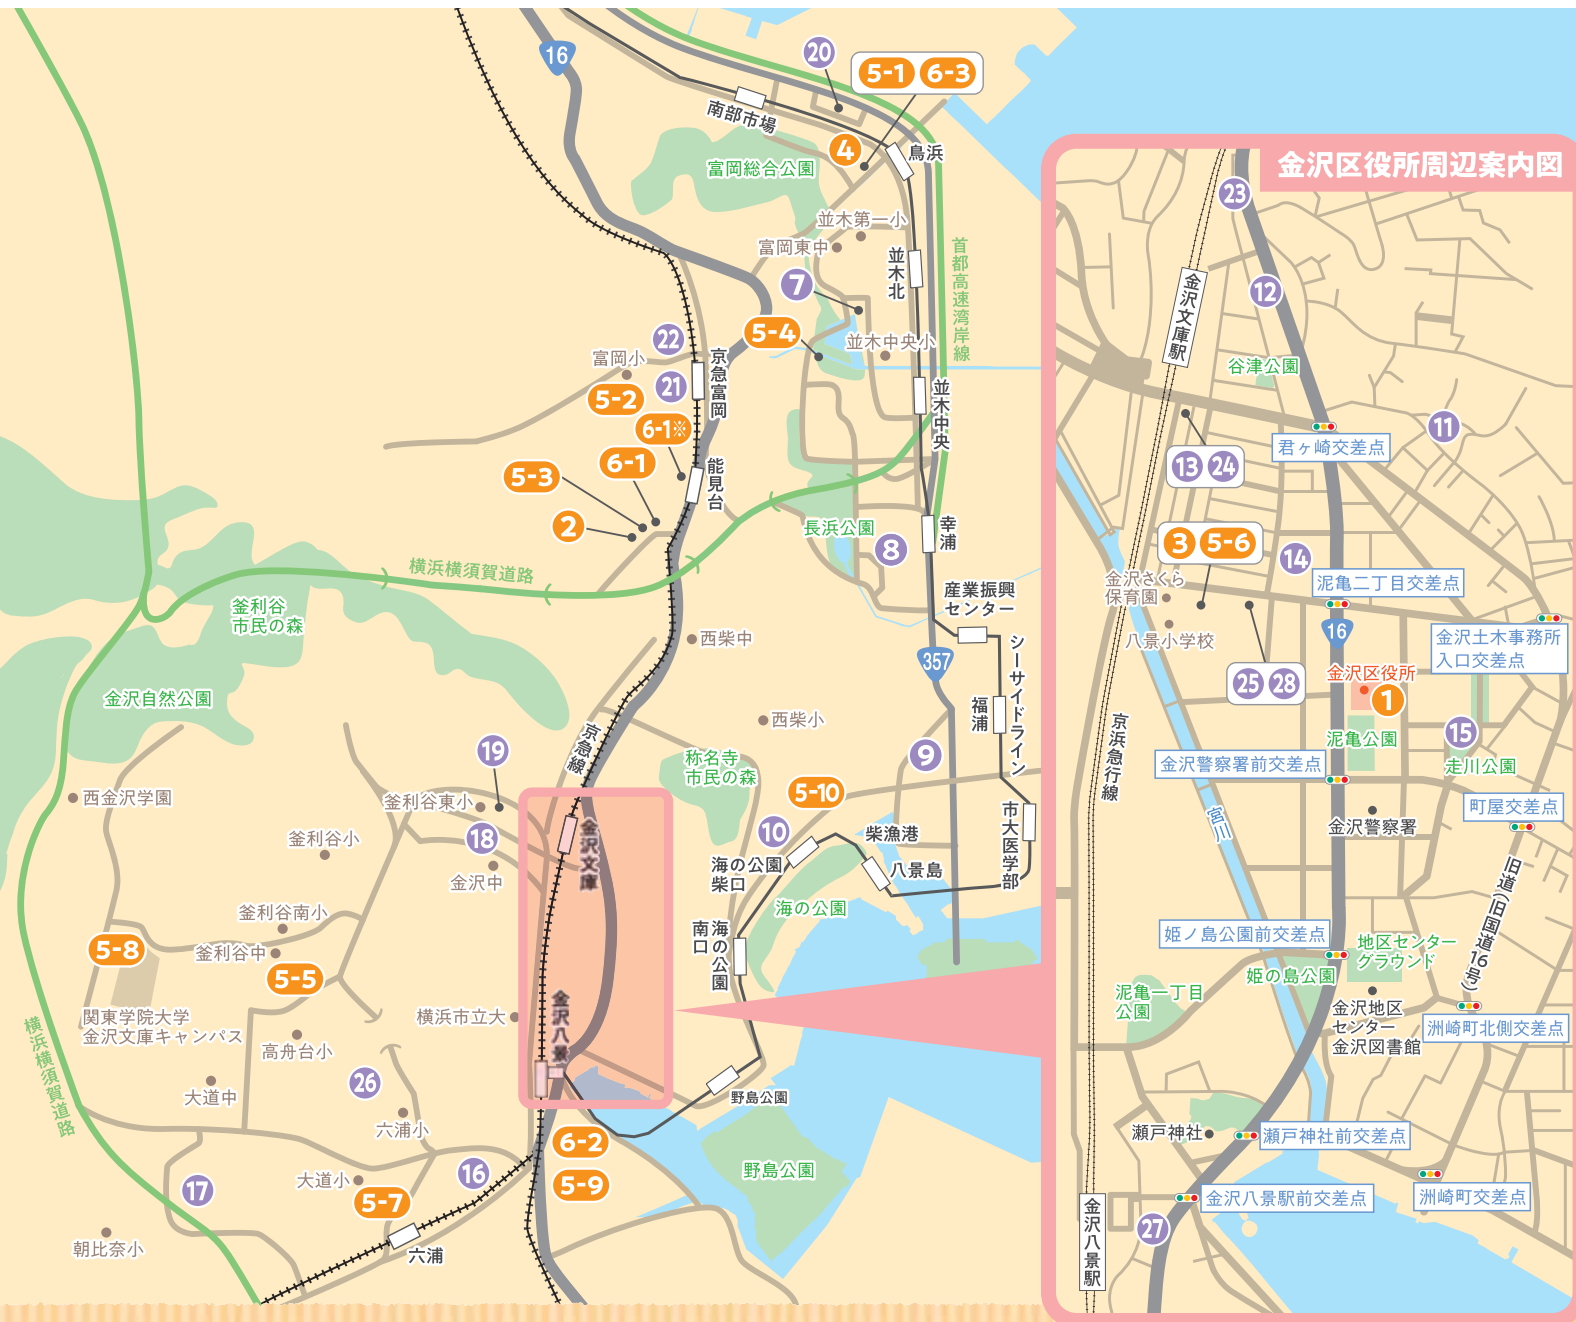 16
20
5-1 6-3
南部市場
4
鳥浜
富岡総合公園
並木第一小
富岡東中
並木北
首都高速湾岸線
7
5-4
並木中央小
22
富岡小
京急富岡
21
5-2
並木中央
6-1※
6-1
能見台
5-3
2
長浜公園
幸浦
8
横浜横須賀道路
産業振興
センター
釜利谷
市民の森
西柴中
357
シーサイドライン
福浦
金沢自然公園
西柴小
京急線
19
9
称名寺
市民の森
西金沢学園
釜利谷東小
5-10
市大医学部
18
10
釜利谷小
金沢文庫
柴漁港
海の公園
柴口
八景島
金沢中
釜利谷南小
海の公園
南口
海の公園
5-8
釜利谷中
5-5
関東学院大学
金沢文庫キャンパス
横浜市立大
金沢八景
高舟台小
横浜横須賀道路
26
大道中
野島公園
六浦小
6-2
野島公園
16
大道小
5-9
17
5-7
朝比奈小
六浦
金沢区役所周辺案内図
23
金沢文庫駅
12
谷津公園
11
君ヶ崎交差点
13 24
3 5-6
14
金沢さくら
保育園
泥亀二丁目交差点
16
八景小学校
金沢土木事務所
入口交差点
25 28
金沢区役所
1
京浜急行線
泥亀公園
15
金沢警察署前交差点
走川公園
宮川
町屋交差点
金沢警察署
旧道(旧国道16号)
姫ノ島公園前交差点
地区センター
グラウンド
姫の島公園
泥亀一丁目
公園
金沢地区
センター
金沢図書館
洲崎町北側交差点
瀬戸神社
瀬戸神社前交差点
金沢八景駅前交差点
洲崎町交差点
27
金沢八景駅